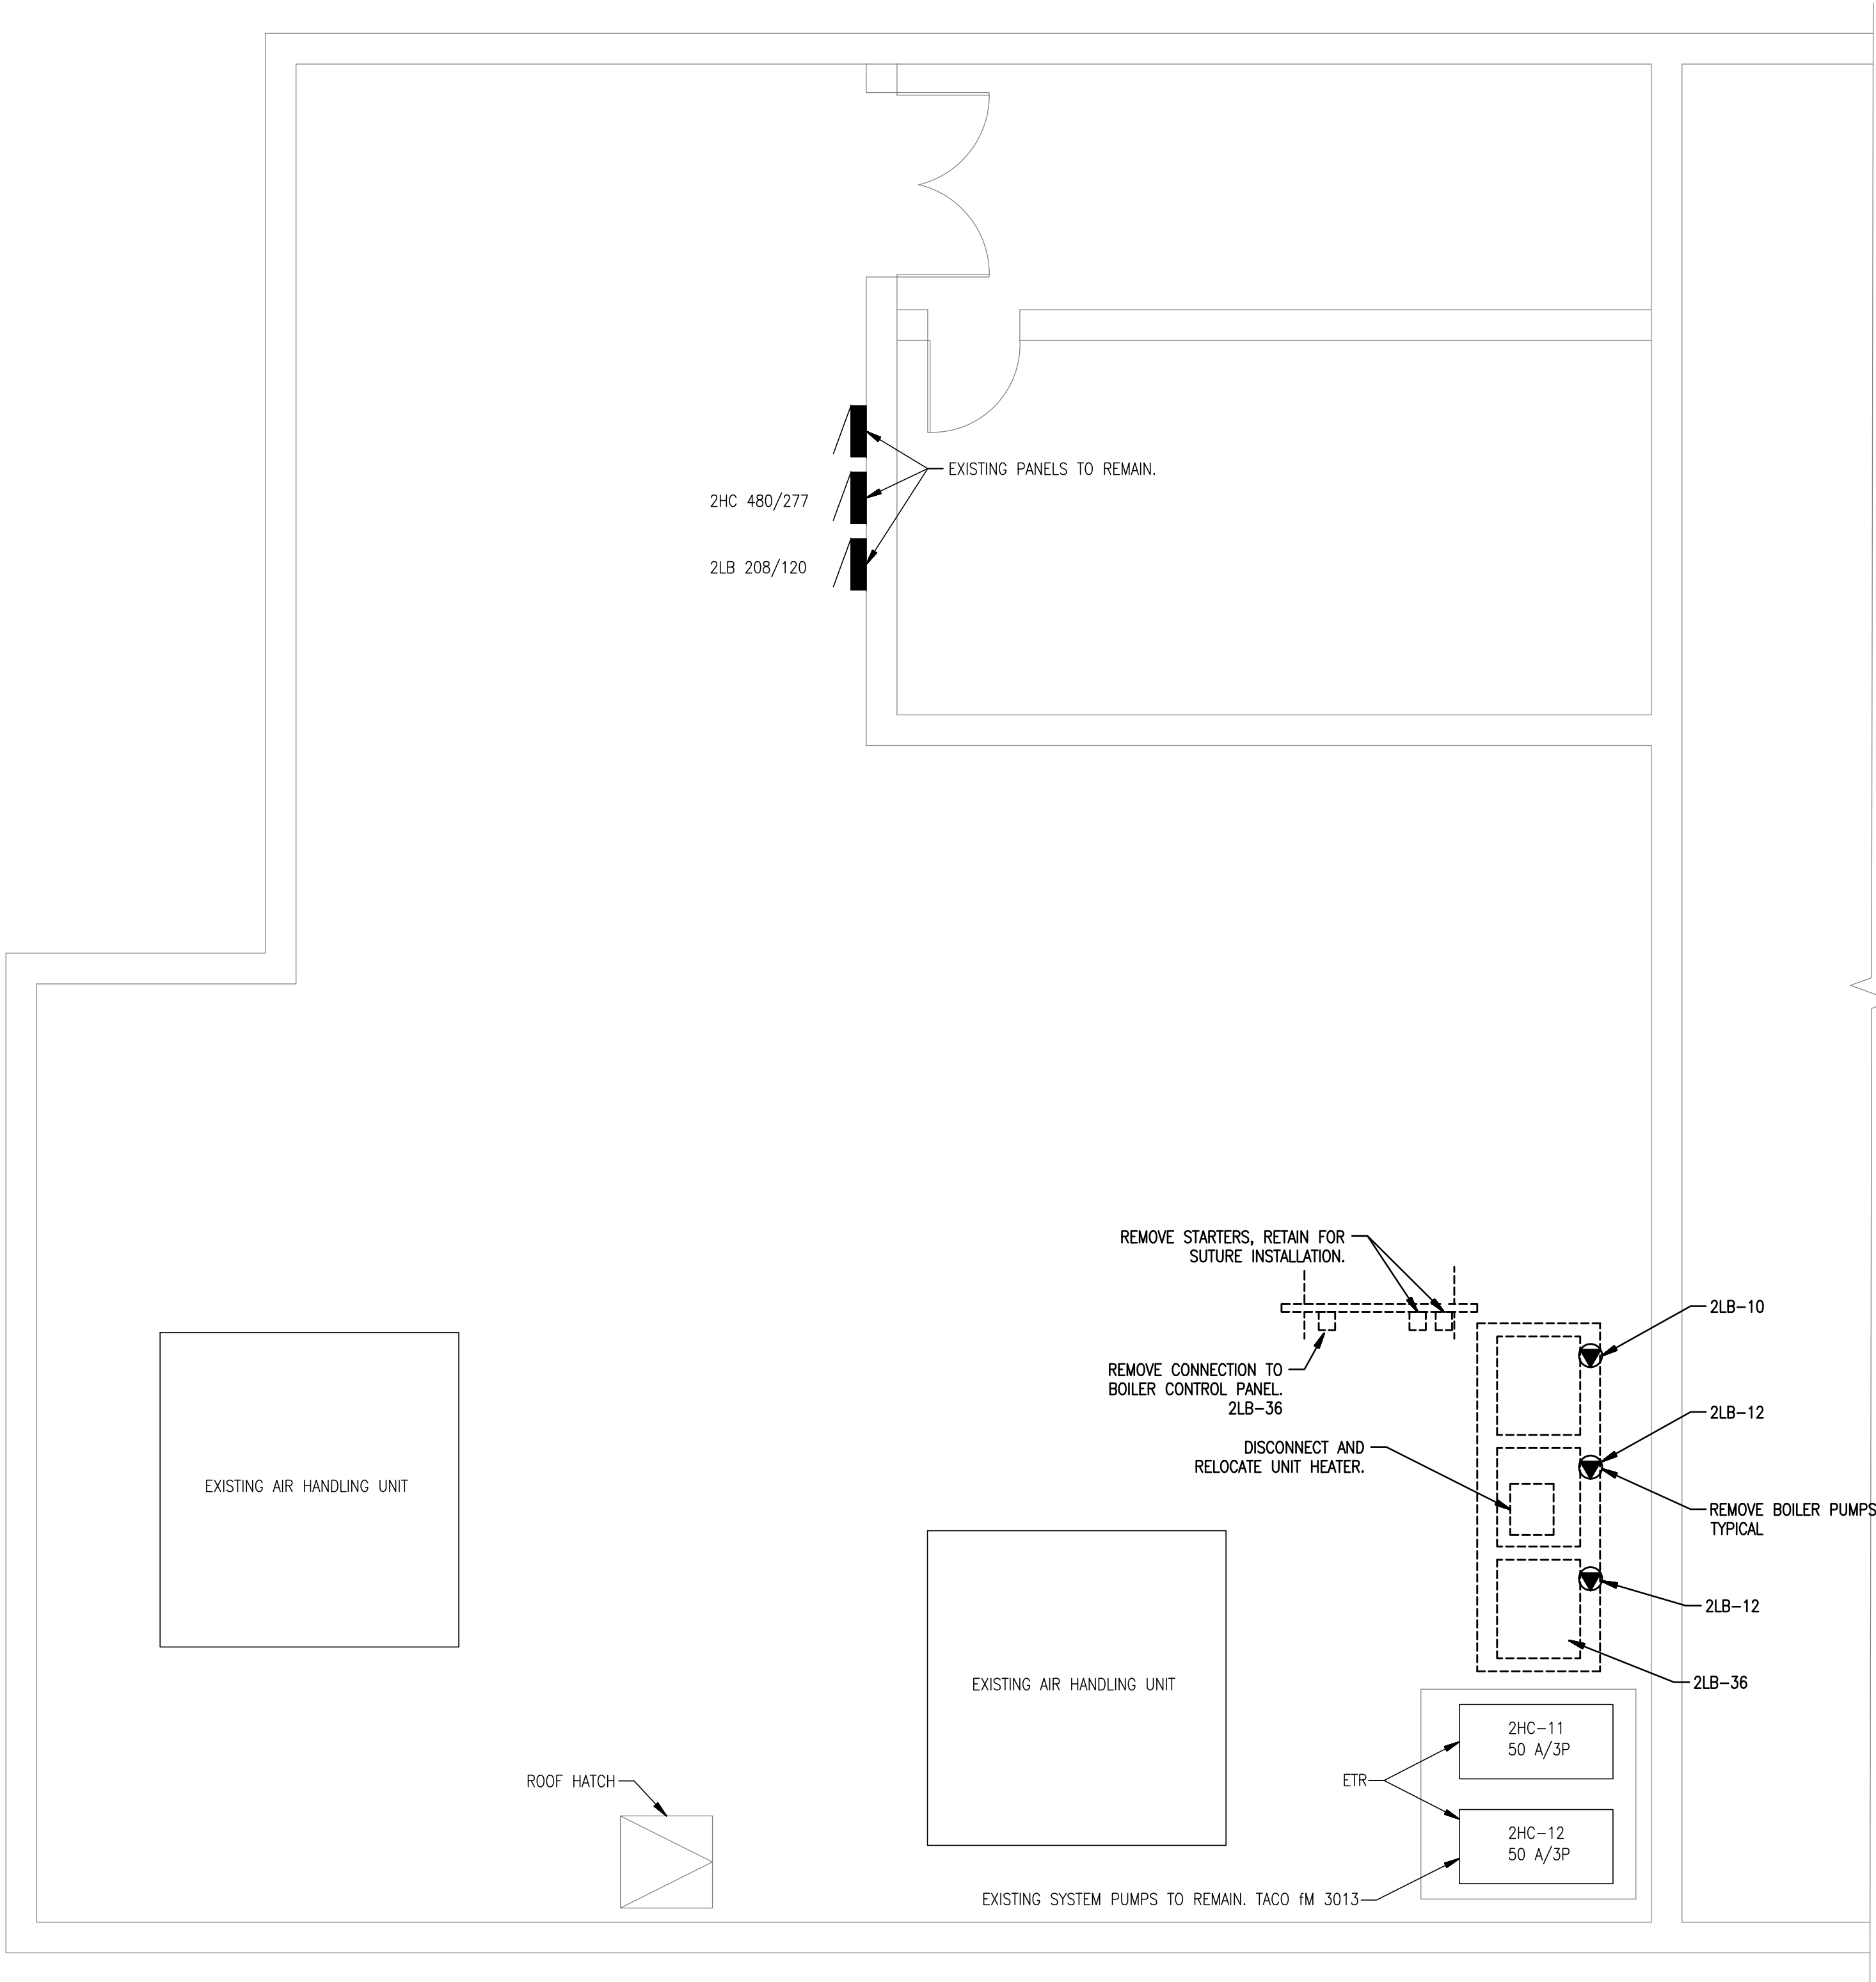 EXISTING PANELS TO REMAIN.
2HC 480/277
2LB 208/120
REMOVE STARTERS, RETAIN FOR
SUTURE INSTALLATION.
2LB-10
REMOVE CONNECTION TO
BOILER CONTROL PANEL.
2LB-36
2LB-12
DISCONNECT AND
RELOCATE UNIT HEATER.
REMOVE BOILER PUMPS
TYPICAL
EXISTING AIR HANDLING UNIT
2LB-12
EXISTING AIR HANDLING UNIT
2LB-36
2HC-11
50 A/3P
ROOF HATCH
ETR
2HC-12
50 A/3P
EXISTING SYSTEM PUMPS TO REMAIN. TACO fM 3013